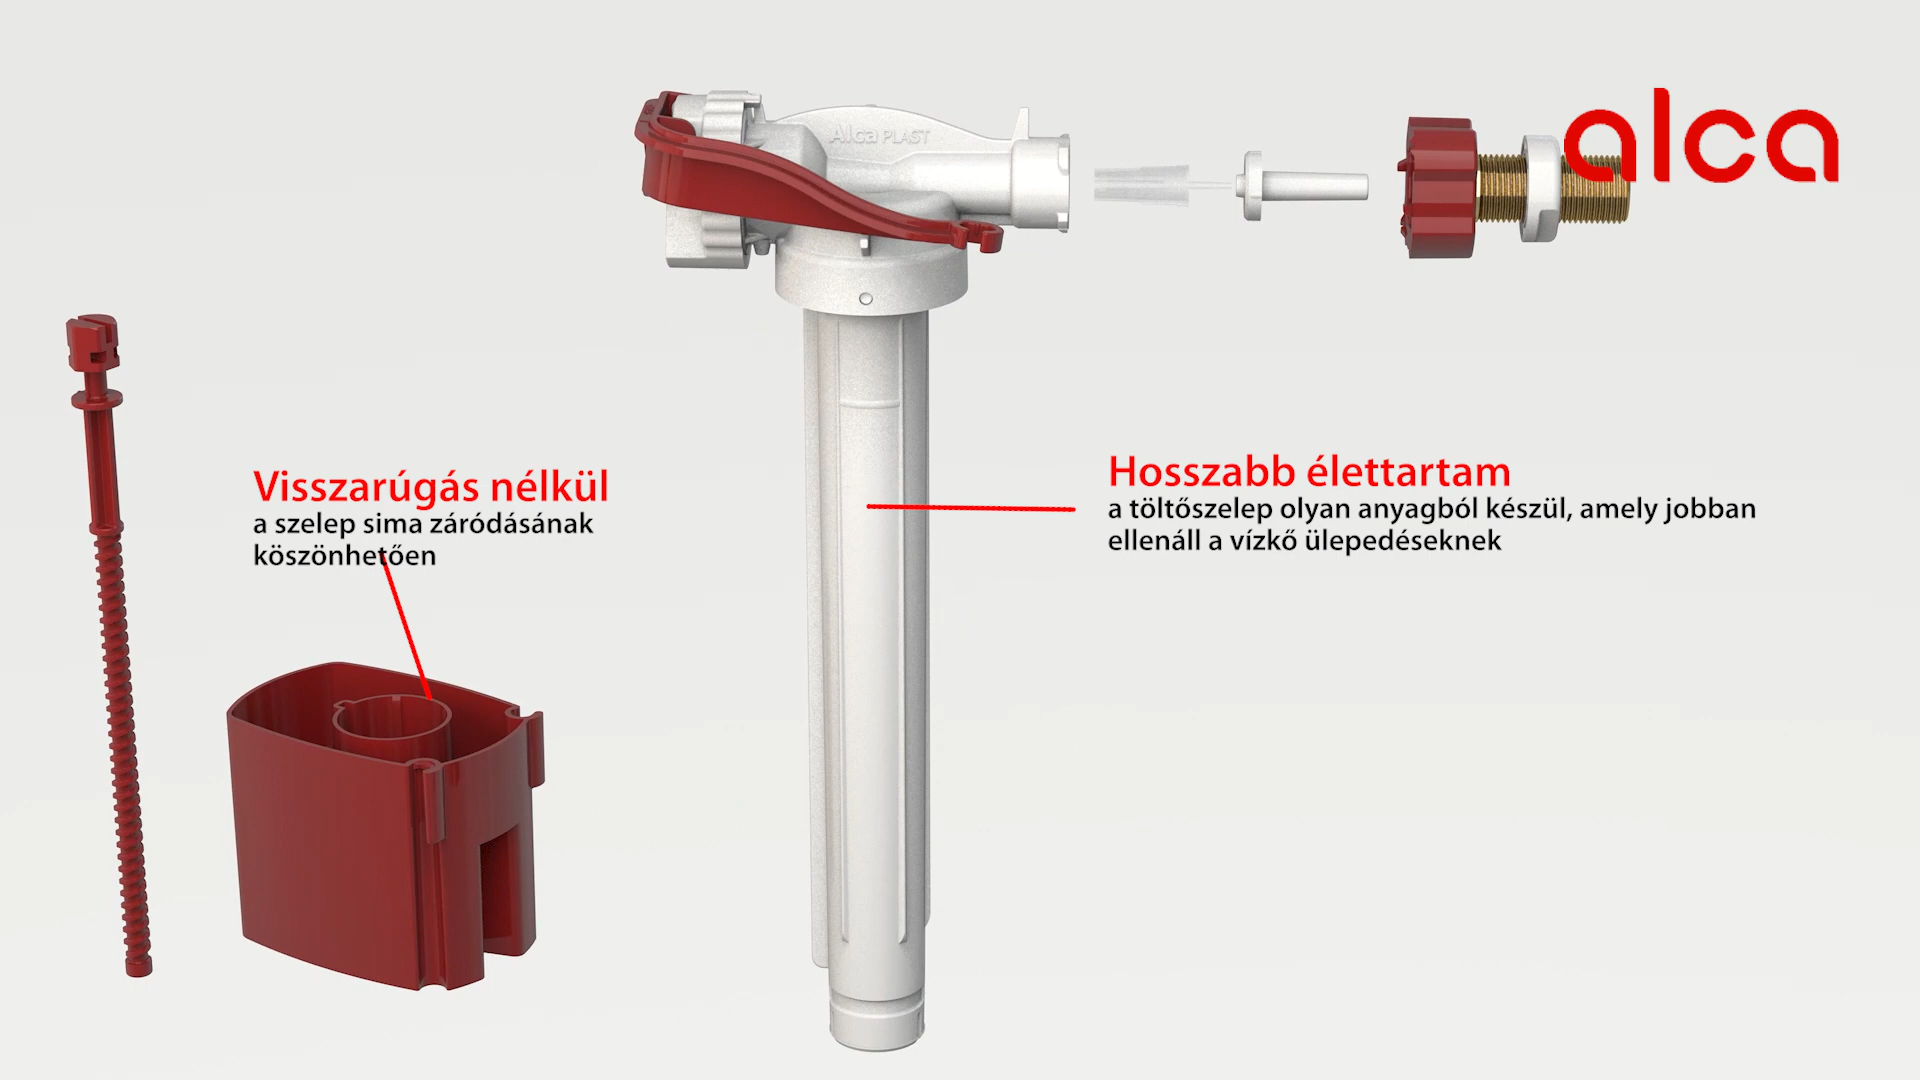 alca
Alca PLAST
Visszarúgás nélkül
a szelep sima záródásának
köszönhetően
Hosszabb élettartam
a töltőszelep olyan anyagból készül, amely jobban
ellenáll a vízkő ülepedéseknek